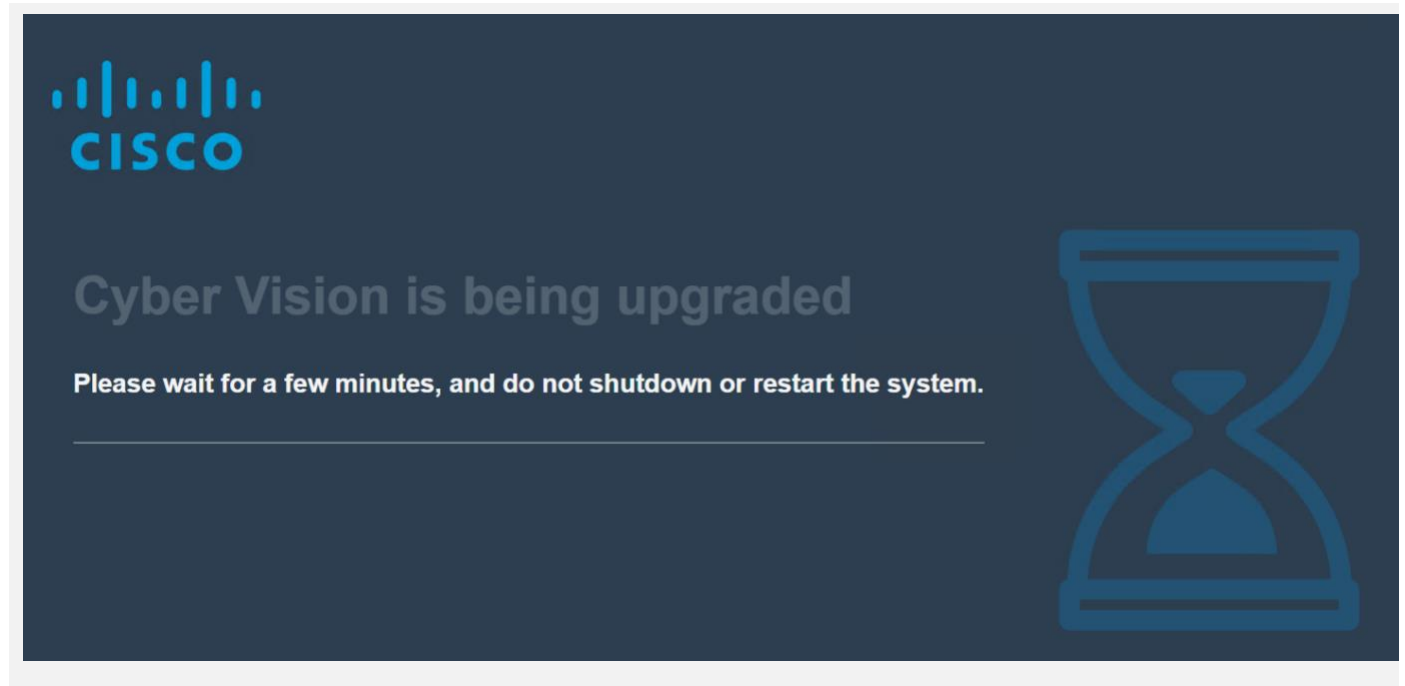 CISCO
Cyber Vision is being upgraded
Please wait for a few minutes, and do not shutdown or restart the system.